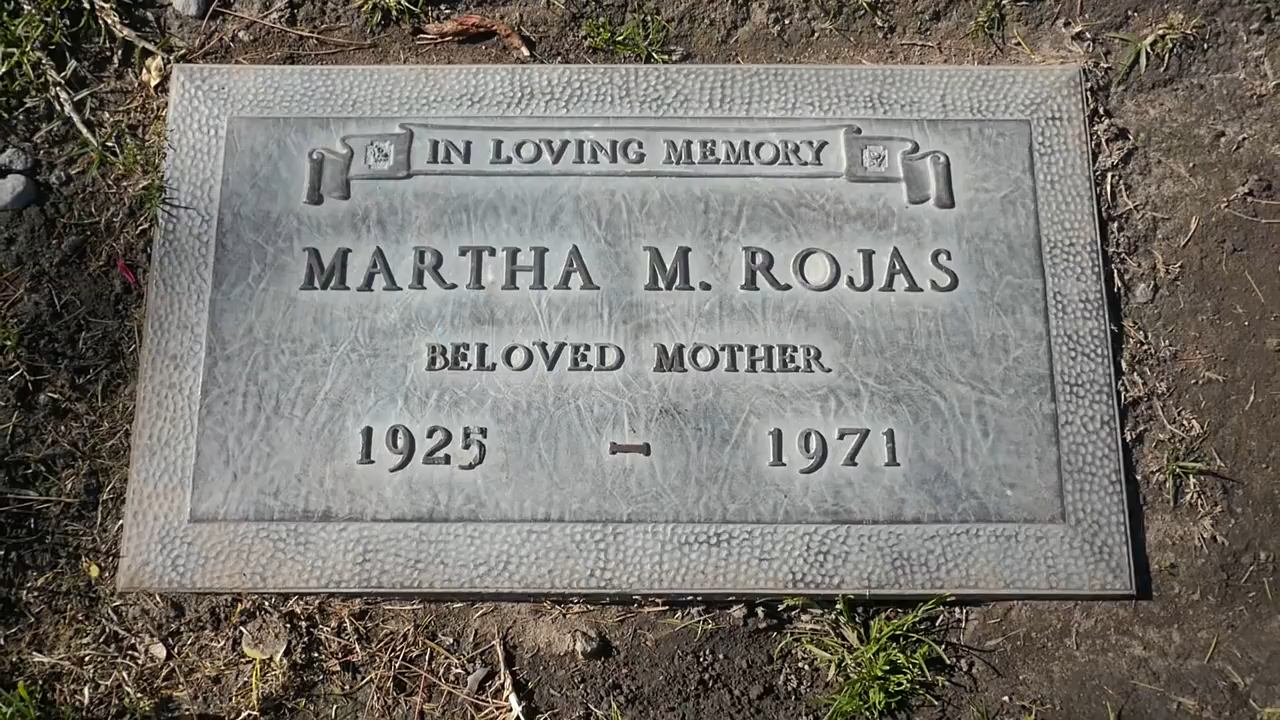 IN LOVING MEMORY
MARTHA M. ROJAS
BELOVED MOTHER
1925 - 1971